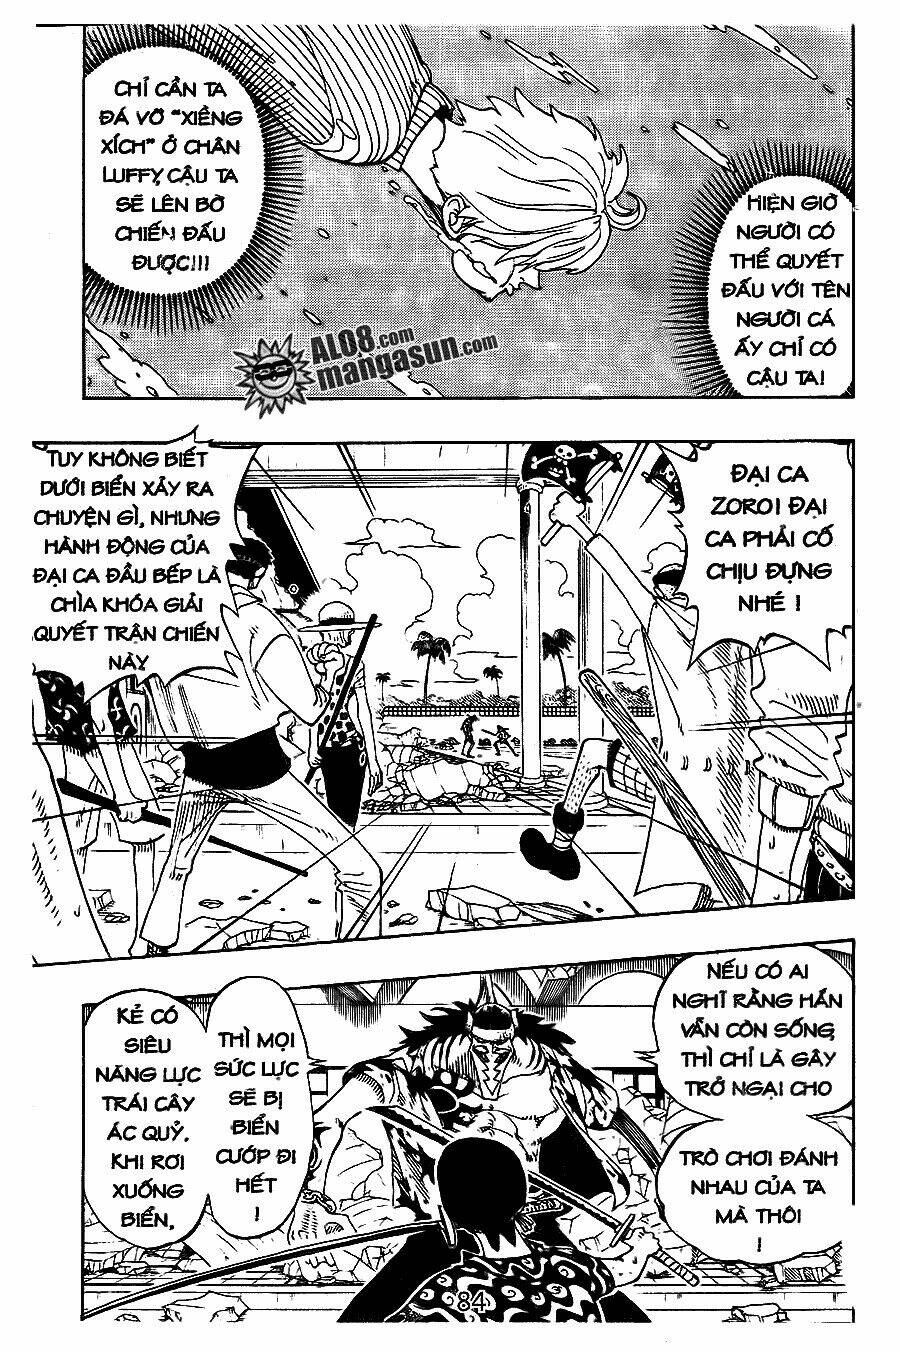 HIỆN GIỜ
NGƯỜI CÓ
THỂ QUYẾT
ĐẤU VỚI TÊN
NGƯỜI CÁ
ẤY CHỈ CÓ
CẬU TA!
CHỈ CẦN TA
ĐÁ VỠ "XIỀNG
XÍCH" Ở CHÂN
LUFFY, CẬU TA
SẼ LÊN BỜ
CHIẾN ĐẤU
ĐƯỢC!!!
AL08.com
mangasun.com
ĐẠI CA
ZORO! ĐẠI
CA PHẢI CỐ
CHỊU ĐỰNG
NHÉ !
TUY KHÔNG BIẾT
DƯỚI BIỂN XẢY RA
CHUYỆN GÌ, NHƯNG
HÀNH ĐỘNG CỦA
ĐẠI CA ĐẦU BẾP LÀ
CHÌA KHÓA GIẢI
QUYẾT TRẬN CHIẾN
NÀY
NẾU CÓ AI
NGHĨ RẰNG HẮN
VẪN CÒN SỐNG,
THÌ CHỈ LÀ GÂY
TRỞ NGẠI CHO
TRÒ CHƠI ĐÁNH
NHAU CỦA TA
MÀ THÔI
!
KẺ CÓ
SIÊU
NĂNG LỰC
TRÁI CÂY
ÁC QUỶ.
KHI RƠI
XUỐNG
BIỂN,
THÌ MỌI
SỨC LỰC
SẼ BỊ
BIỂN
CƯỚP ĐI
HẾT
!
84